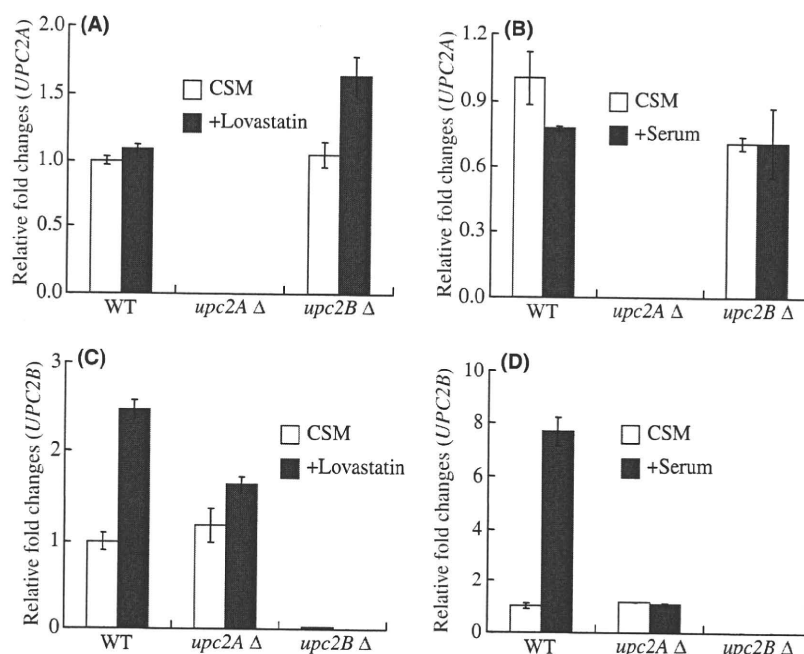 (A)
Relative fold changes (UPC2A)
2.0
1.5
1.0
0.5
0.0
CSM
+Lovastatin
WT
upc2A Δ
upc2B Δ
(B)
Relative fold changes (UPC2A)
1.2
0.9
0.6
0.3
0.0
CSM
+Serum
WT
upc2A Δ
upc2B Δ
(C)
Relative fold changes (UPC2B)
3
2
1
0
CSM
+Lovastatin
WT
upc2A Δ
upc2B Δ
(D)
Relative fold changes (UPC2B)
10
8
6
4
2
0
CSM
+Serum
WT
upc2A Δ
upc2B Δ